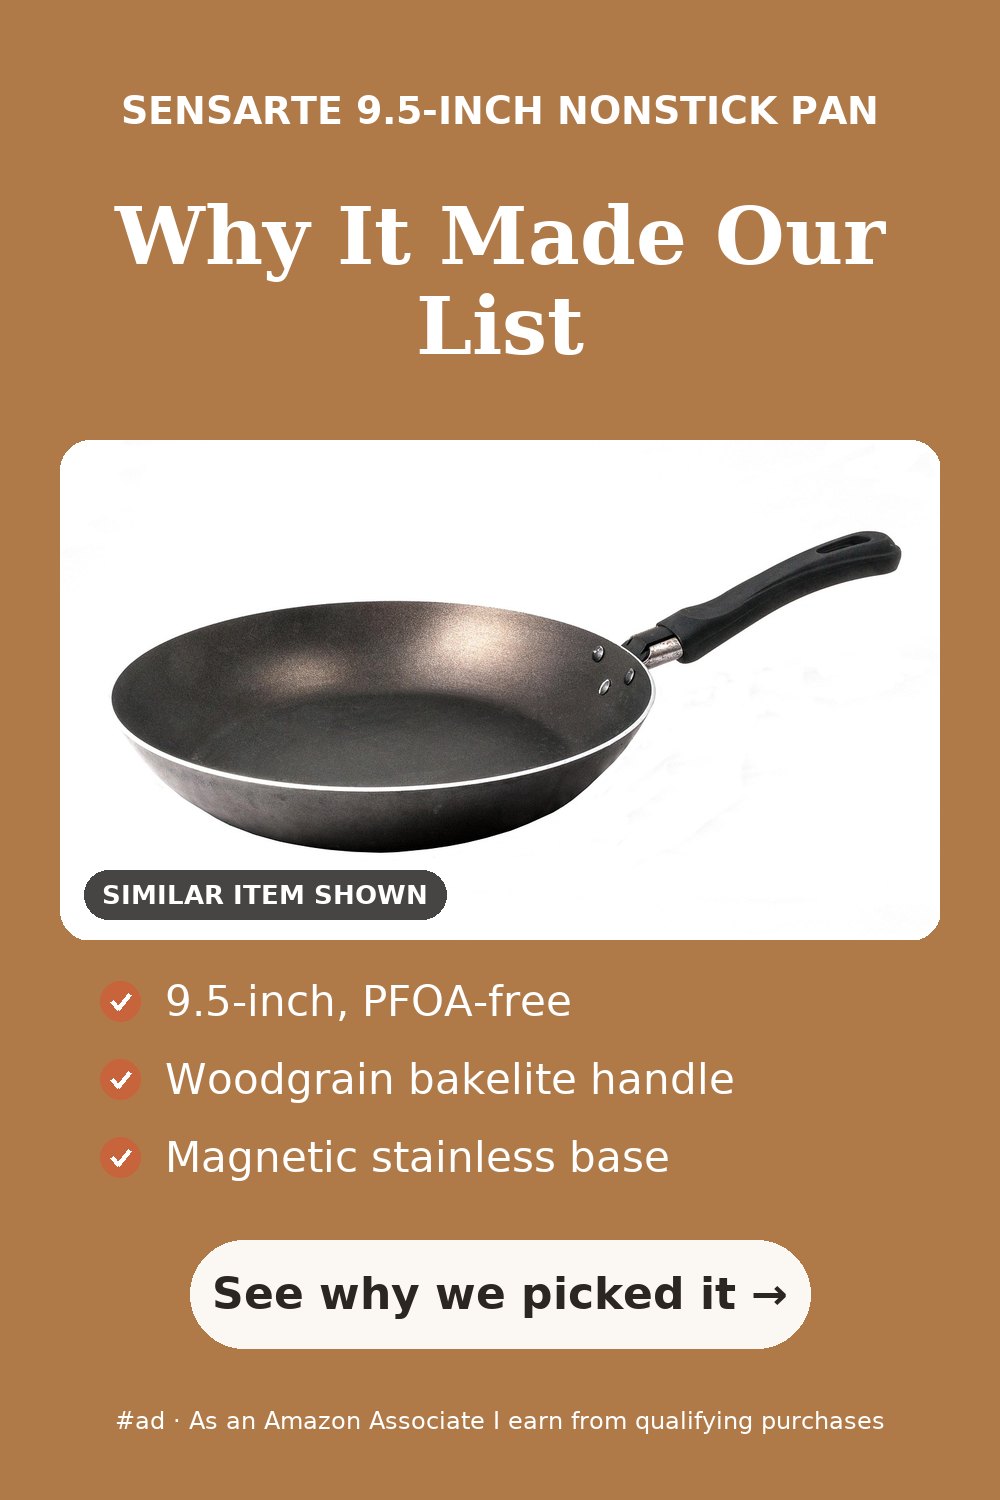 SENSARTE 9.5-INCH NONSTICK PAN
Why It Made Our
List
SIMILAR ITEM SHOWN
9.5-inch, PFOA-free
Woodgrain bakelite handle
Magnetic stainless base
See why we picked it →
#ad · As an Amazon Associate I earn from qualifying purchases